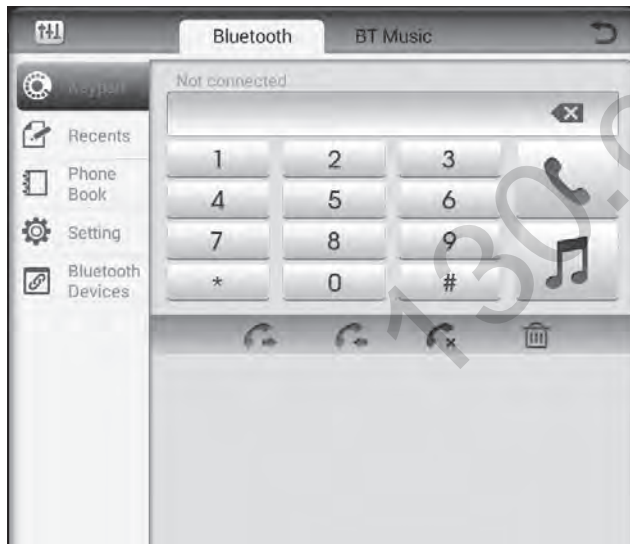 Bluetooth
BT Music
Keypad
Not connected
Recents
1 2 3
Phone
Book
4 5 6
Setting
7 8 9
Bluetooth
Devices
* 0 #
130.